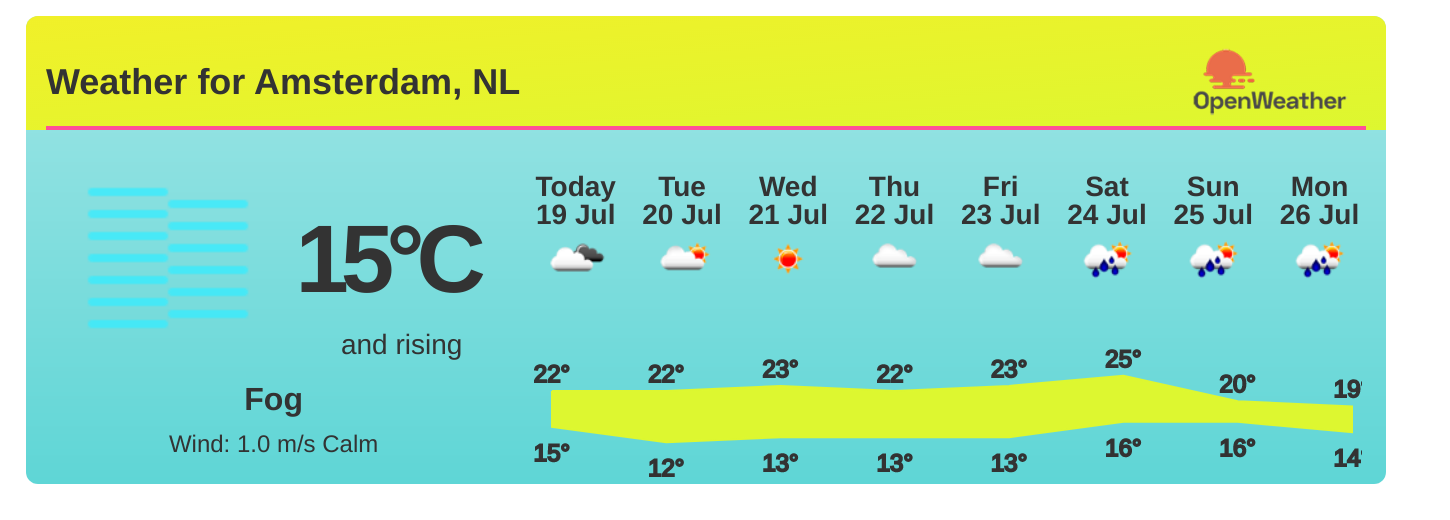 Weather for Amsterdam, NL
OpenWeather
15°C
and rising
Fog
Wind: 1.0 m/s Calm
Today Tue Wed Thu Fri Sat Sun Mon
19 Jul 20 Jul 21 Jul 22 Jul 23 Jul 24 Jul 25 Jul 26 Jul
22° 22° 23° 22° 23° 25° 20° 19°
15° 12° 13° 13° 13° 16° 16° 14°